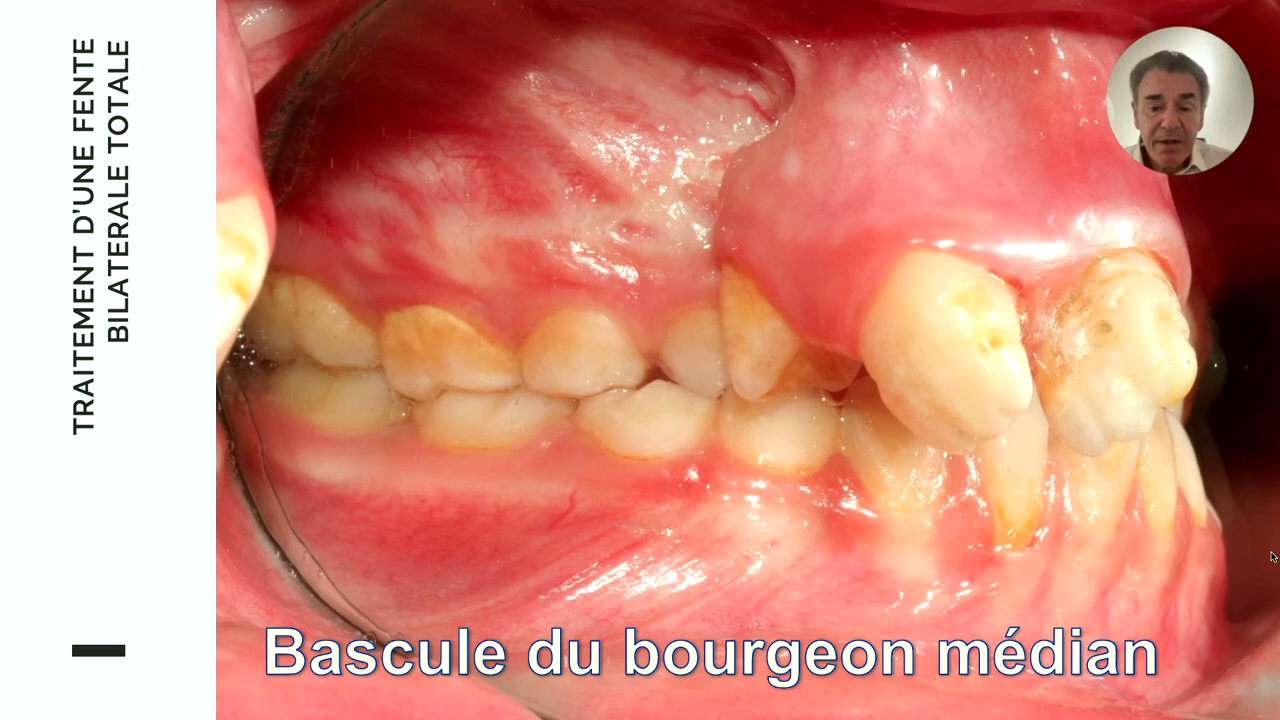 TRAITEMENT D'UNE FENTE
BILATERALE TOTALE
Bascule du bourgeon médian